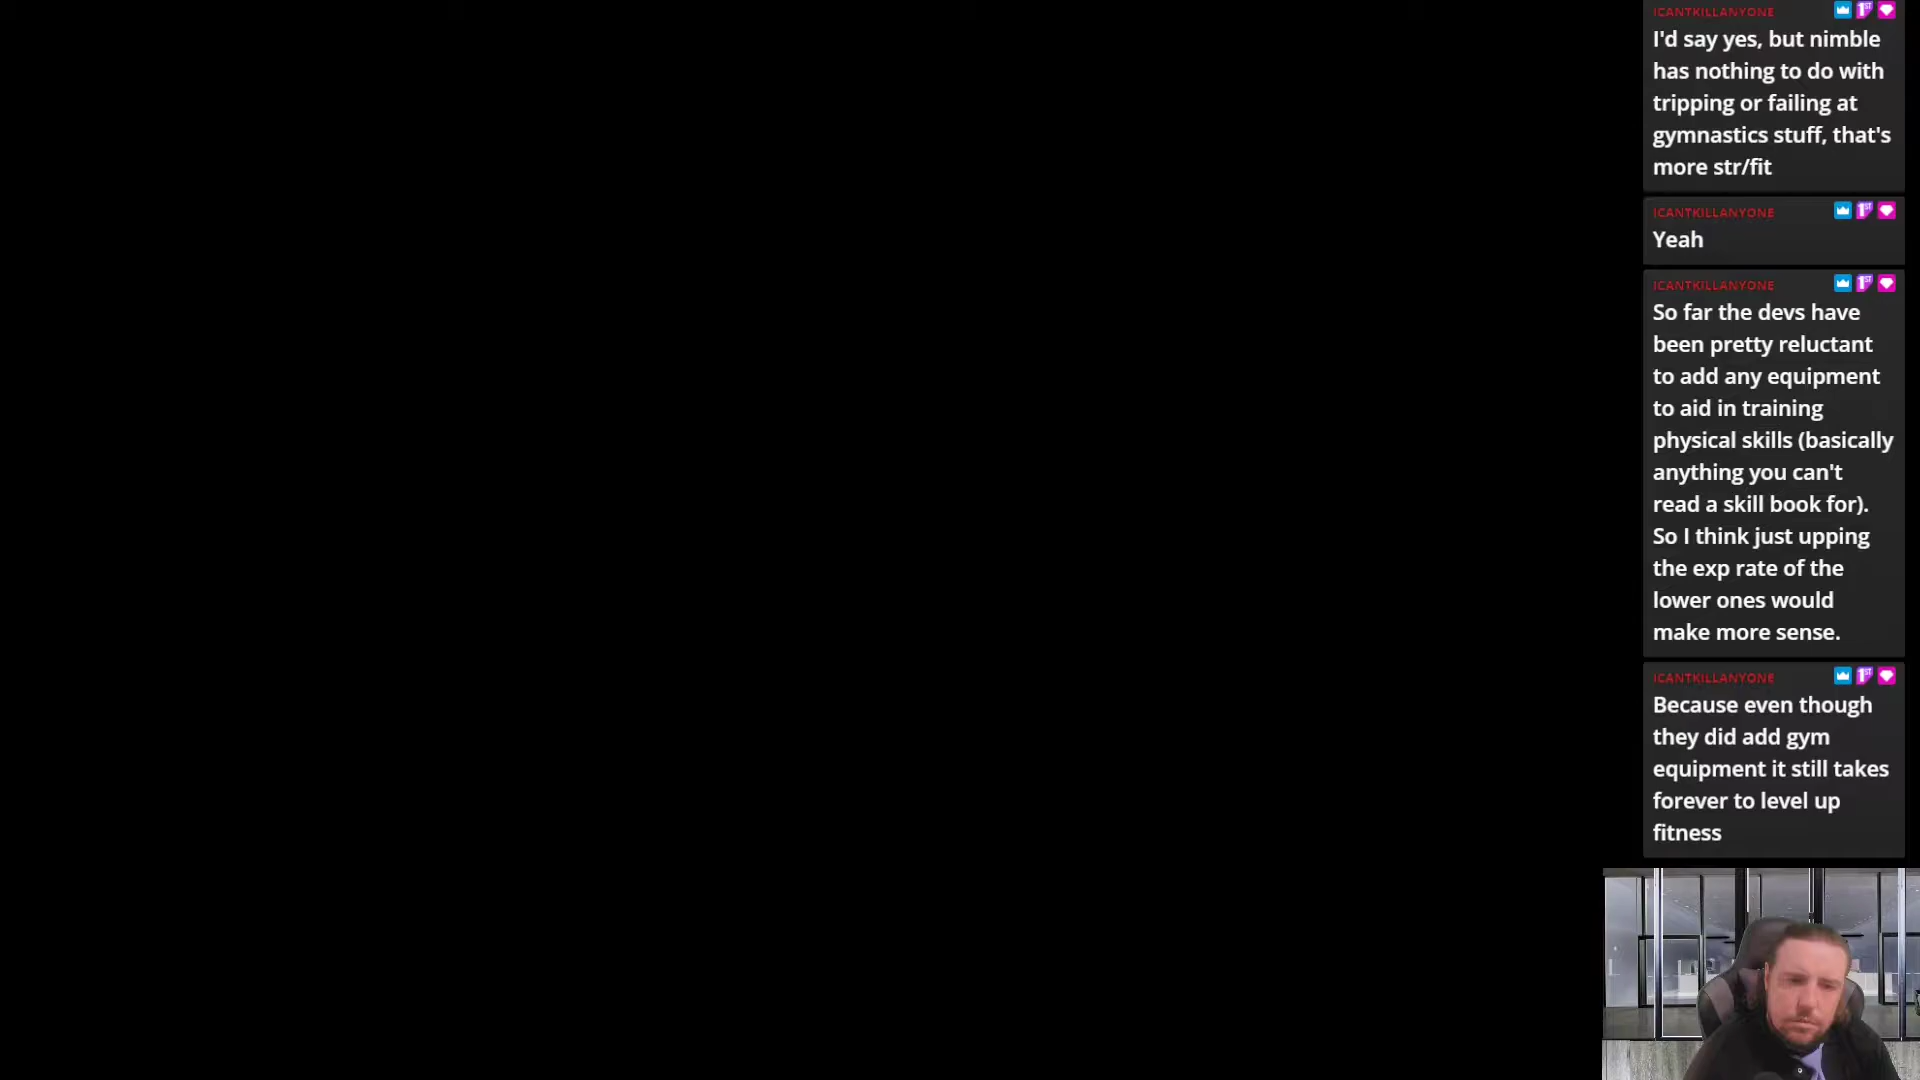 ICANTKILLANYONE
I'd say yes, but nimble
has nothing to do with
tripping or failing at
gymnastics stuff, that's
more str/fit
ICANTKILLANYONE
Yeah
ICANTKILLANYONE
So far the devs have
been pretty reluctant
to add any equipment
to aid in training
physical skills (basically
anything you can't
read a skill book for).
So I think just upping
the exp rate of the
lower ones would
make more sense.
ICANTKILLANYONE
Because even though
they did add gym
equipment it still takes
forever to level up
fitness